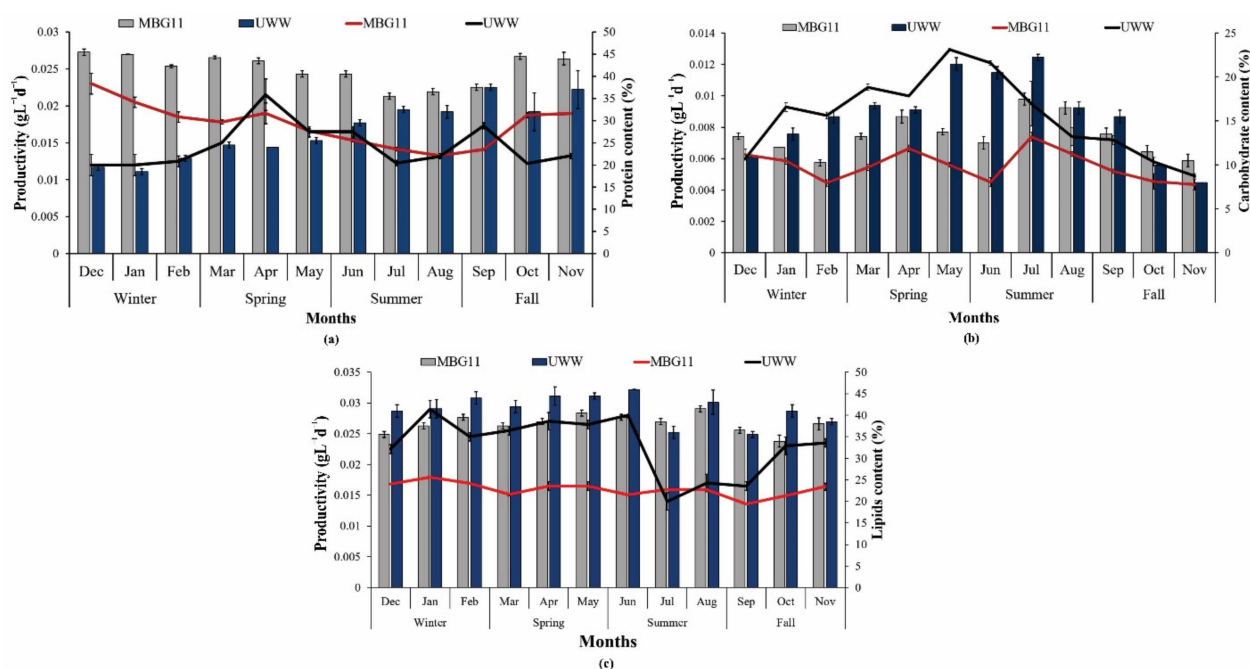 MBG11 UWW MBG11 UWW
Productivity (gL⁻¹d⁻¹)
0.03
0.025
0.02
0.015
0.01
0.005
0
50
45
40
35
30
25
20
15
10
5
0
Protein content (%)
Dec Jan Feb Mar Apr May Jun Jul Aug Sep Oct Nov
Winter Spring Summer Fall
Months
(a)
MBG11 UWW MBG11 UWW
Productivity (gL⁻¹d⁻¹)
0.014
0.012
0.01
0.008
0.006
0.004
0.002
0
25
20
15
10
5
0
Carbohydrate content (%)
Dec Jan Feb Mar Apr May Jun Jul Aug Sep Oct Nov
Winter Spring Summer Fall
Months
(b)
MBG11 UWW MBG11 UWW
Productivity (gL⁻¹d⁻¹)
0.035
0.03
0.025
0.02
0.015
0.01
0.005
0
50
45
40
35
30
25
20
15
10
5
0
Lipids content (%)
Dec Jan Feb Mar Apr May Jun Jul Aug Sep Oct Nov
Winter Spring Summer Fall
Months
(c)